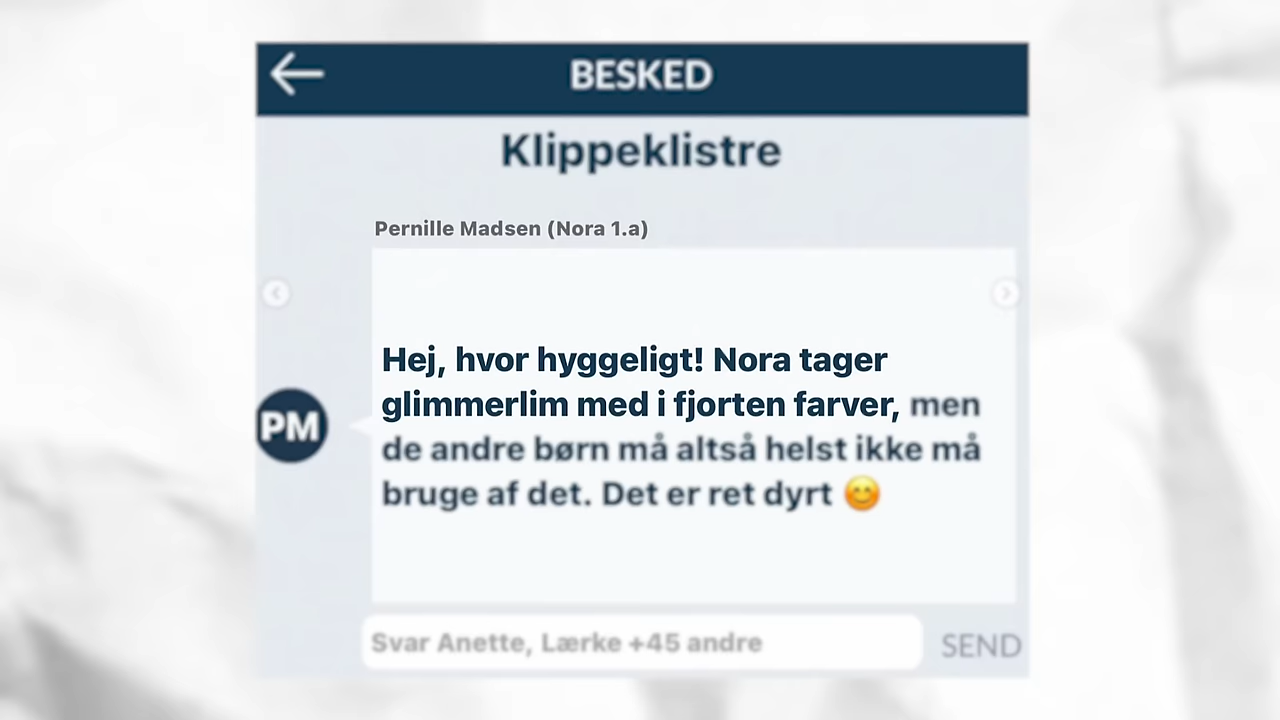 BESKED
Klippeklistre
Pernille Madsen (Nora 1.a)
Hej, hvor hyggeligt! Nora tager
glimmerlim med i fjorten farver, men
de andre børn må altså helst ikke må
bruge af det. Det er ret dyrt 😊
PM
Svar Anette, Lærke +45 andre
SEND